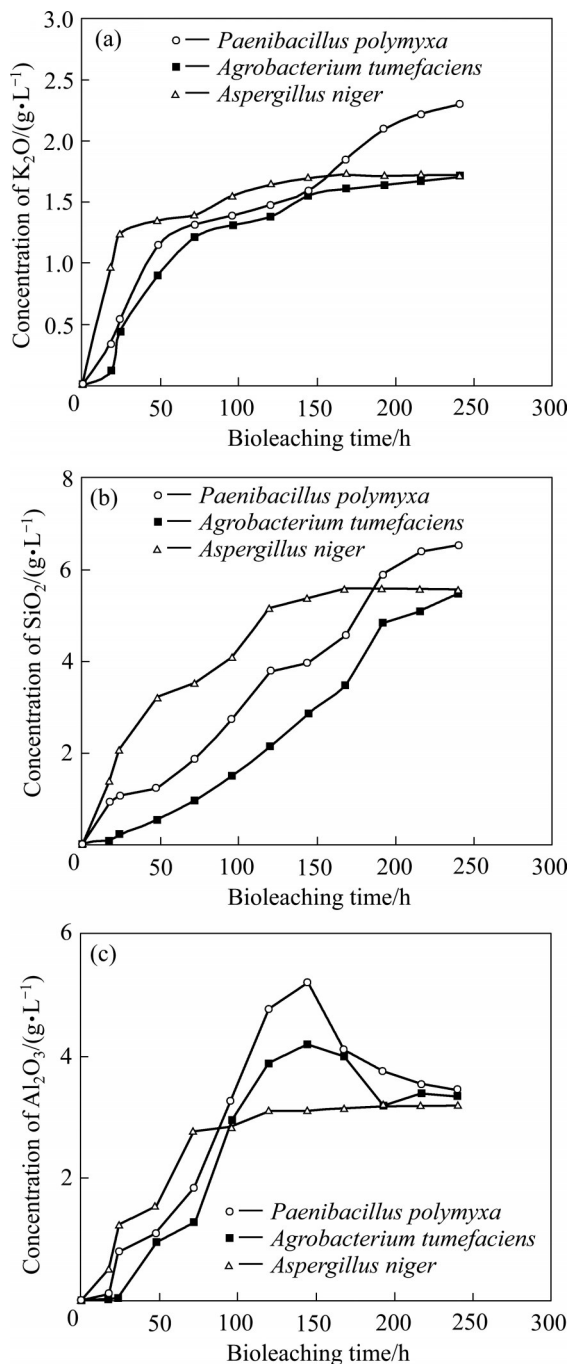 (a)
Paenibacillus polymyxa
Agrobacterium tumefaciens
Aspergillus niger
3.0
2.5
2.0
1.5
1.0
0.5
0 50 100 150 200 250 300
Concentration of K₂O/(g•L⁻¹)
Bioleaching time/h
(b)
Paenibacillus polymyxa
Agrobacterium tumefaciens
Aspergillus niger
8
6
4
2
0 50 100 150 200 250 300
Concentration of SiO₂/(g•L⁻¹)
Bioleaching time/h
(c)
6
4
2
Paenibacillus polymyxa
Agrobacterium tumefaciens
Aspergillus niger
0 50 100 150 200 250 300
Concentration of Al₂O₃/(g•L⁻¹)
Bioleaching time/h